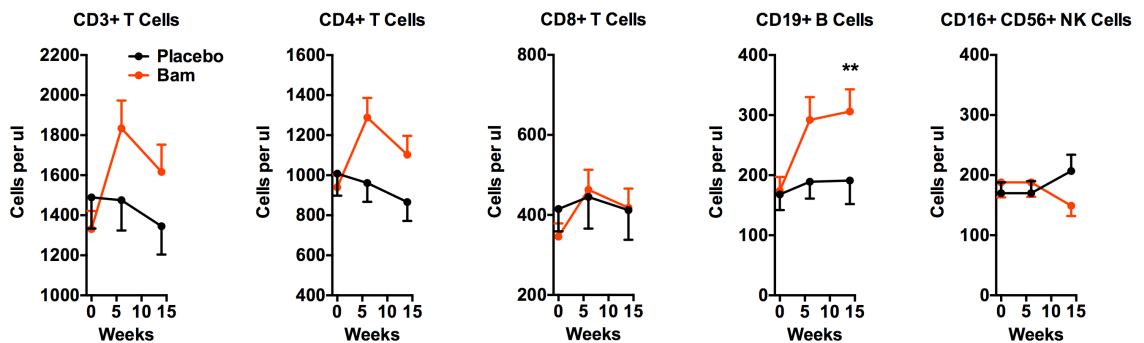 CD3+ T Cells
2200
2000
1800
1600
1400
1200
1000
Cells per ul
0 5 10 15
Weeks
Placebo
Bam
CD4+ T Cells
1600
1400
1200
1000
800
600
400
Cells per ul
0 5 10 15
Weeks
CD8+ T Cells
800
600
400
200
Cells per ul
0 5 10 15
Weeks
CD19+ B Cells
400
300
200
100
0
Cells per ul
**
0 5 10 15
Weeks
CD16+ CD56+ NK Cells
400
300
200
100
0
Cells per ul
0 5 10 15
Weeks